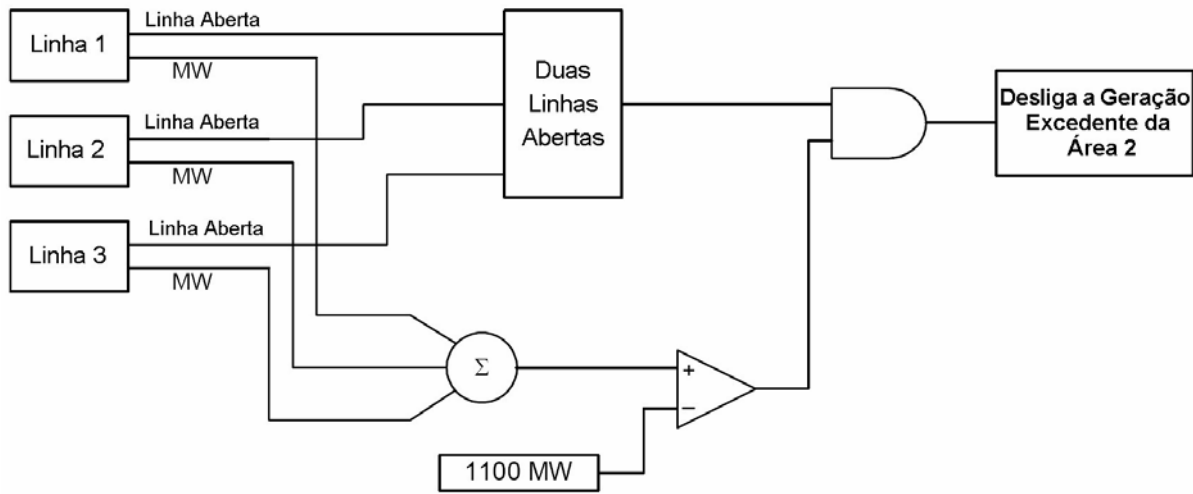 Linha 1
Linha Aberta
MW
Linha 2
Linha Aberta
MW
Linha 3
Linha Aberta
MW
Duas
Linhas
Abertas
Desliga a Geração
Excedente da
Área 2
Σ
+
−
1100 MW